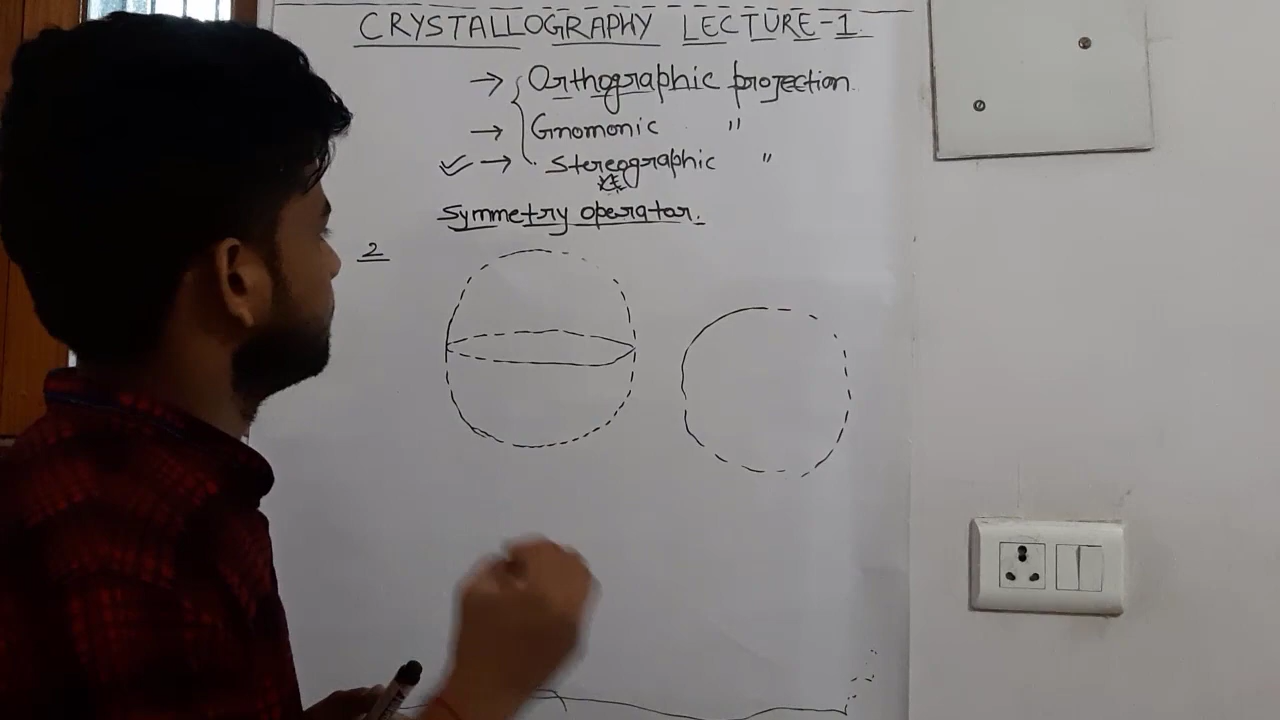 CRYSTALLOGRAPHY LECTURE-1.
→ Orthographic projection.
→ Gnomonic "
✓ → Stereographic "
Symmetry operator.
2